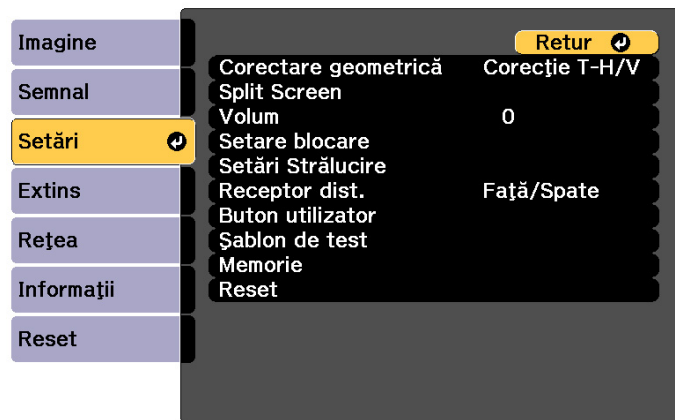 Imagine
Semnal
Setări
Extins
Reţea
Informaţii
Reset
Retur
Corectare geometrică Corecţie T-H/V
Split Screen
Volum 0
Setare blocare
Setări Strălucire
Receptor dist. Faţă/Spate
Buton utilizator
Şablon de test
Memorie
Reset